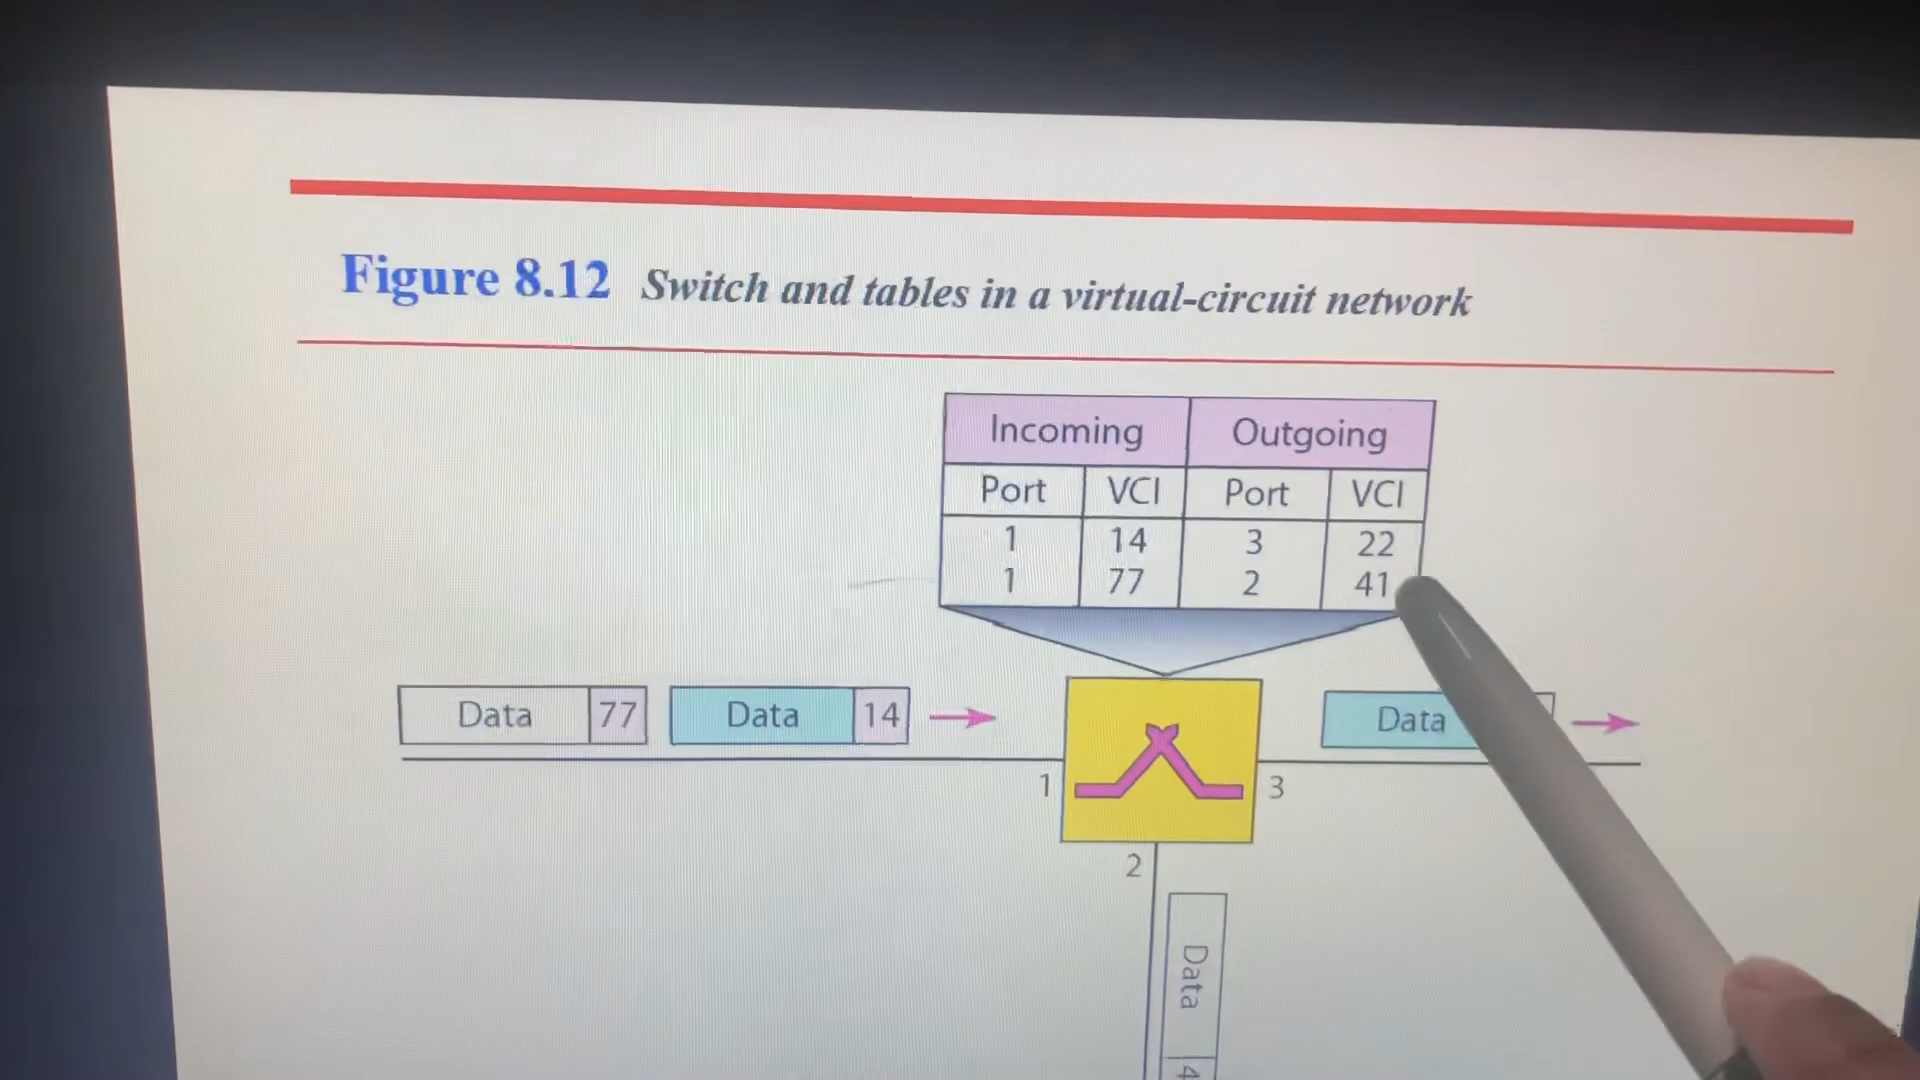 Figure 8.12 Switch and tables in a virtual-circuit network
Incoming Outgoing
Port VCI Port VCI
1 14 3 22
1 77 2 41
Data 77 Data 14 Data
1 3
2
Data